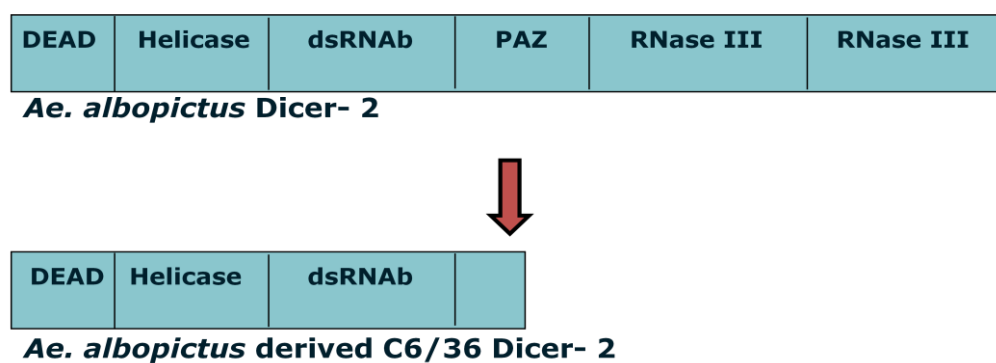 DEAD Helicase dsRNAb PAZ RNase III RNase III
Ae. albopictus Dicer- 2
DEAD Helicase dsRNAb
Ae. albopictus derived C6/36 Dicer- 2